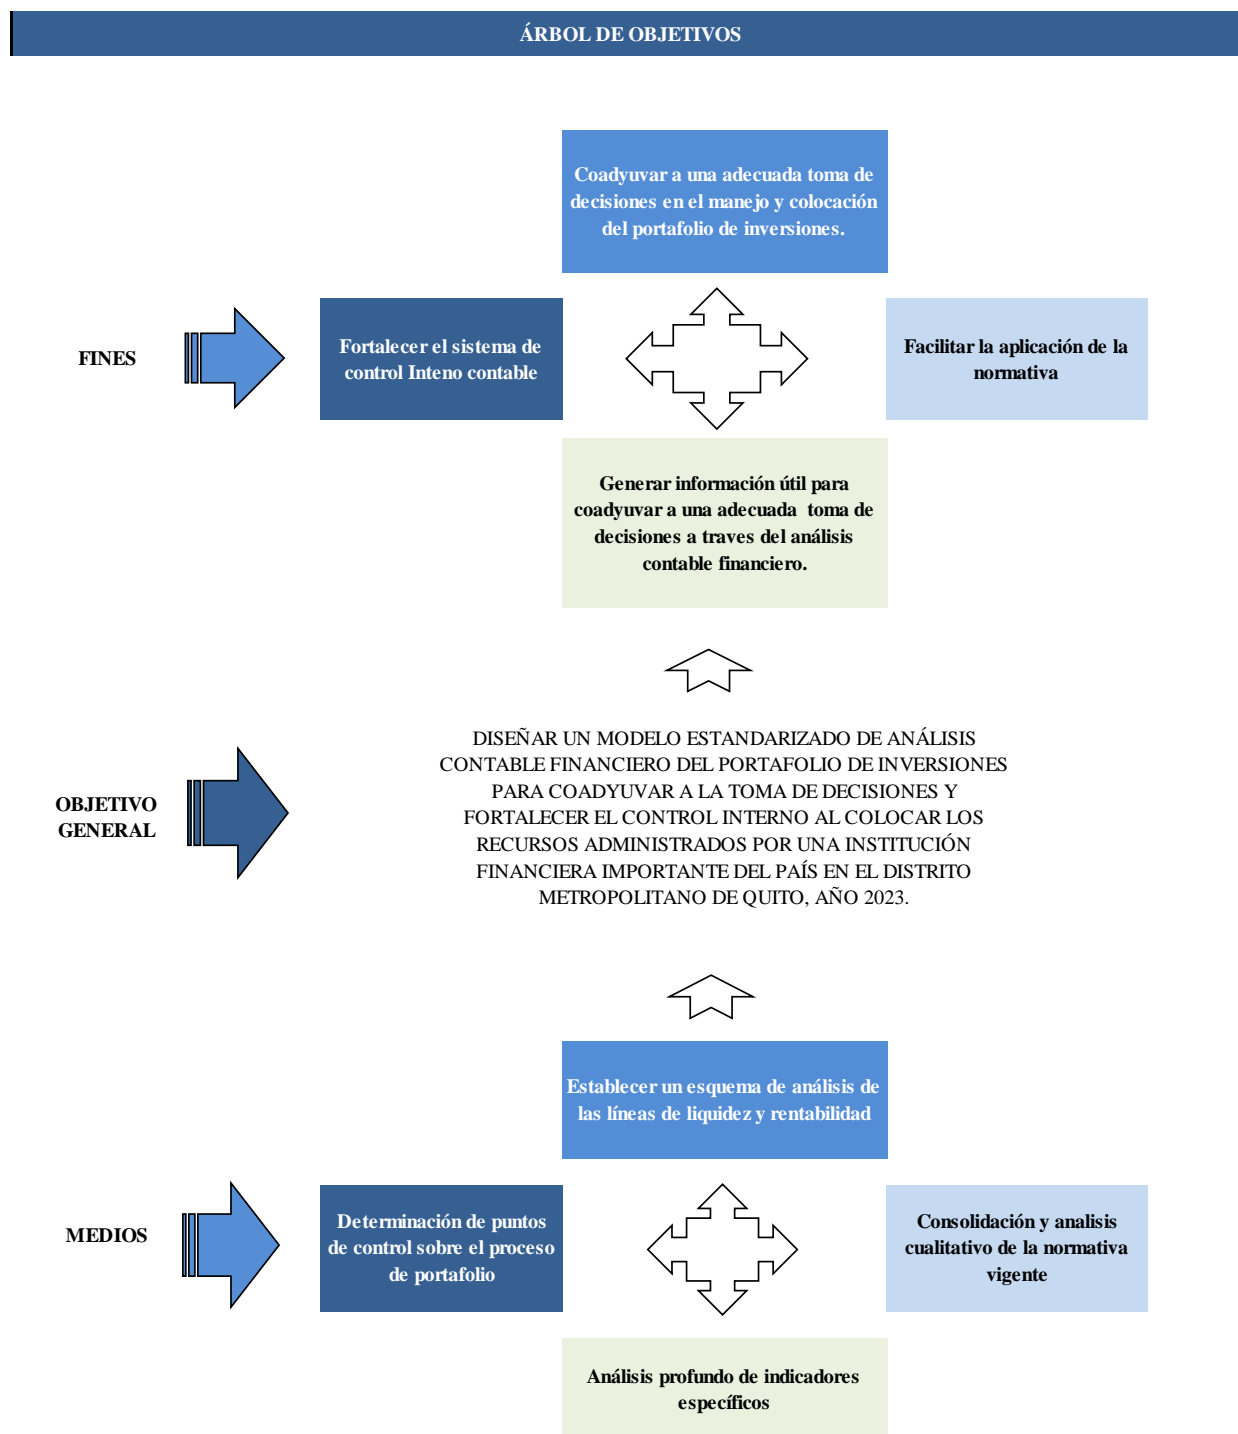 ÁRBOL DE OBJETIVOS
Coadyuvar a una adecuada toma de
decisiones en el manejo y colocación
del portafolio de inversiones.
FINES
Fortalecer el sistema de
control Inteno contable
Facilitar la aplicación de la
normativa
Generar información útil para
coadyuvar a una adecuada toma de
decisiones a traves del análisis
contable financiero.
OBJETIVO
GENERAL
DISEÑAR UN MODELO ESTANDARIZADO DE ANÁLISIS
CONTABLE FINANCIERO DEL PORTAFOLIO DE INVERSIONES
PARA COADYUVAR A LA TOMA DE DECISIONES Y
FORTALECER EL CONTROL INTERNO AL COLOCAR LOS
RECURSOS ADMINISTRADOS POR UNA INSTITUCIÓN
FINANCIERA IMPORTANTE DEL PAÍS EN EL DISTRITO
METROPOLITANO DE QUITO, AÑO 2023.
Establecer un esquema de análisis de
las líneas de liquidez y rentabilidad
MEDIOS
Determinación de puntos
de control sobre el proceso
de portafolio
Consolidación y analisis
cualitativo de la normativa
vigente
Análisis profundo de indicadores
específicos